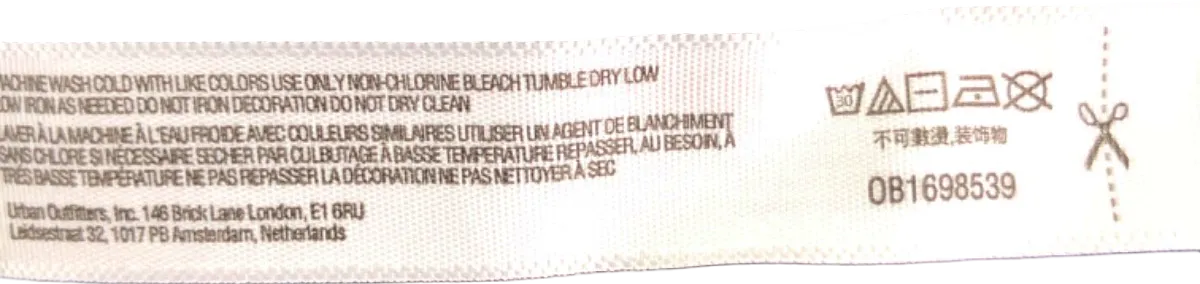 MACHINE WASH COLD WITH LIKE COLORS USE ONLY NON-CHLORINE BLEACH TUMBLE DRY LOW
LOW IRON AS NEEDED DO NOT IRON DECORATION DO NOT DRY CLEAN
LAVER À LA MACHINE À L'EAU FROIDE AVEC COULEURS SIMILAIRES UTILISER UN AGENT DE BLANCHIMENT
SANS CHLORE SI NÉCESSAIRE SECHER PAR CULBUTAGE À BASSE TEMPÉRATURE REPASSER, AU BESOIN, À
TRÈS BASSE TEMPÉRATURE NE PAS REPASSER LA DÉCORATION NE PAS NETTOYER À SEC
Urban Outfitters, Inc. 146 Brick Lane London, E1 6RU
Leidsestraat 32, 1017 PB Amsterdam, Netherlands
30
不可數燙,装饰物
OB1698539